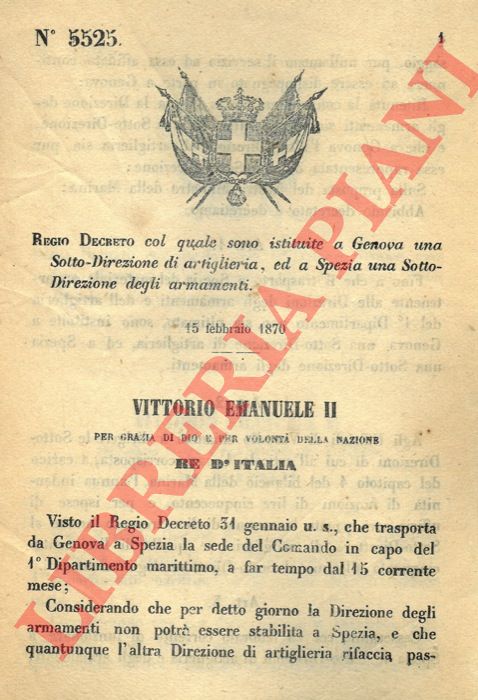 N° 5525.
1
REGIO DECRETO col quale sono istituite a Genova una
Sotto-Direzione di artiglieria, ed a Spezia una Sotto-
Direzione degli armamenti.
15 febbraio 1870
VITTORIO EMANUELE II
PER GRAZIA DI DIO E PER VOLONTÀ DELLA NAZIONE
RE D'ITALIA
Visto il Regio Decreto 31 gennaio u. s., che trasporta
da Genova a Spezia la sede del Comando in capo del
1° Dipartimento marittimo, a far tempo dal 15 corrente
mese;
Considerando che per detto giorno la Direzione degli
armamenti non potrà essere stabilita a Spezia, e che
quantunque l'altra Direzione di artiglieria rifaccia pas-
LIBRERIA PIANI